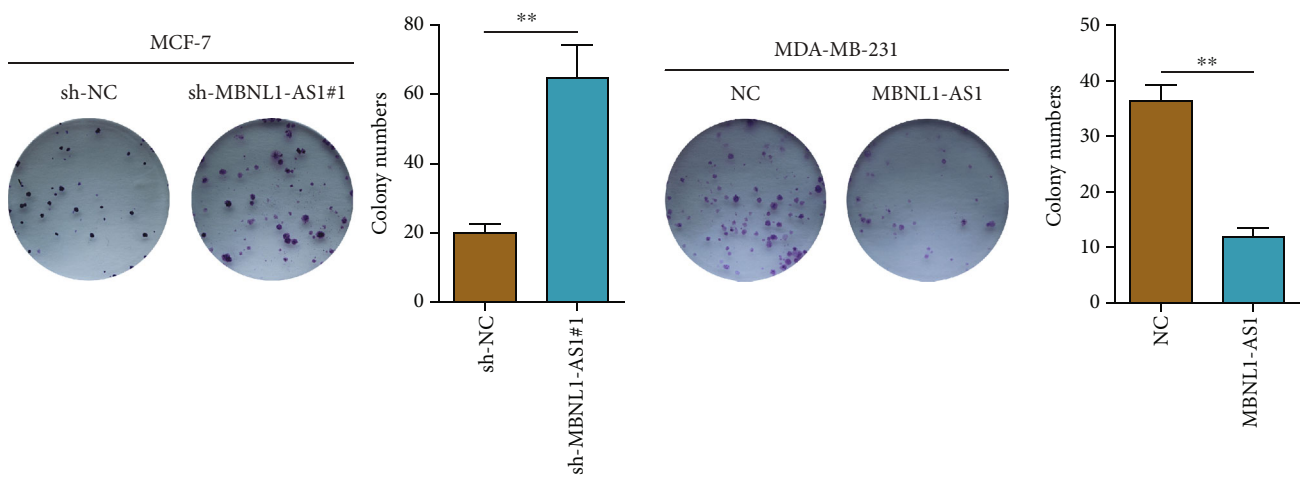 MCF-7
sh-NC
sh-MBNL1-AS1#1
80
60
40
20
0
Colony numbers
**
sh-NC
sh-MBNL1-AS1#1
MDA-MB-231
NC
MBNL1-AS1
50
40
30
20
10
0
Colony numbers
**
NC
MBNL1-AS1